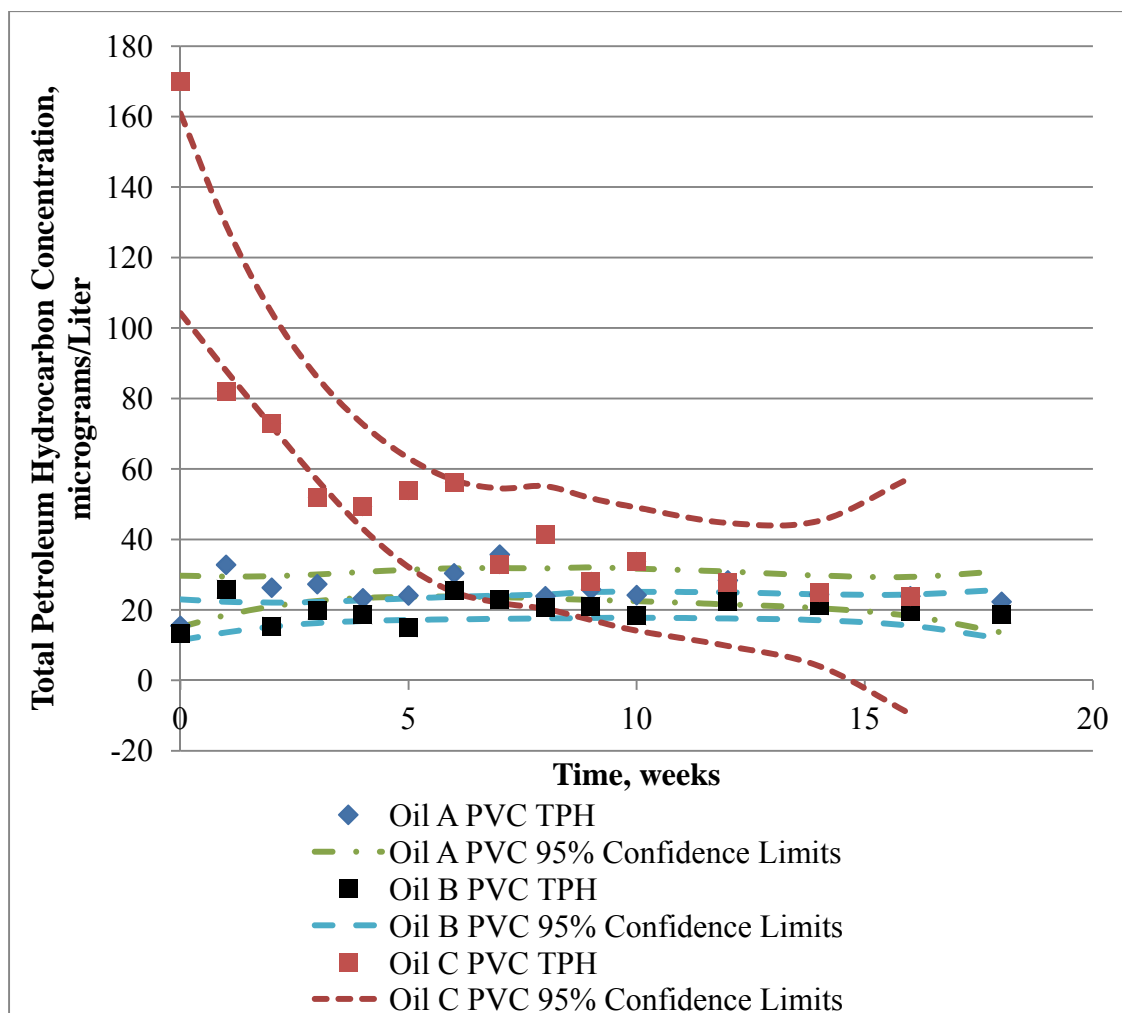 Total Petroleum Hydrocarbon Concentration,
micrograms/Liter
180
160
140
120
100
80
60
40
20
0
-20
0
5
10
15
20
Time, weeks
Oil A PVC TPH
Oil A PVC 95% Confidence Limits
Oil B PVC TPH
Oil B PVC 95% Confidence Limits
Oil C PVC TPH
Oil C PVC 95% Confidence Limits